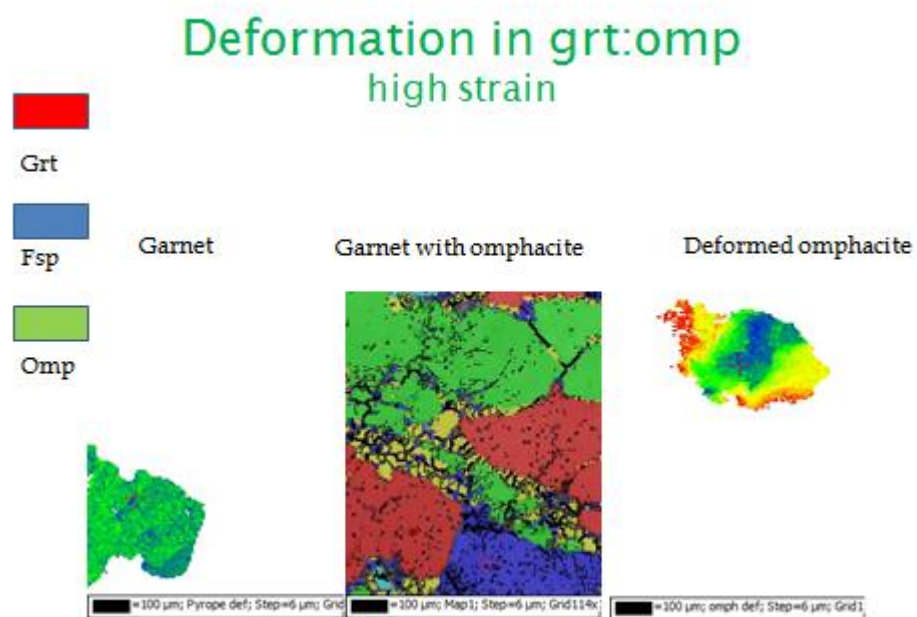 Deformation in grt:omp
high strain
Grt
Fsp
Omp
Garnet
Garnet with omphacite
Deformed omphacite
=100 µm; Pyrope def; Step=6 µm; Grid
=100 µm; Map1; Step=6 µm; Grid114x
=100 µm; omph def; Step=6 µm; Grid1